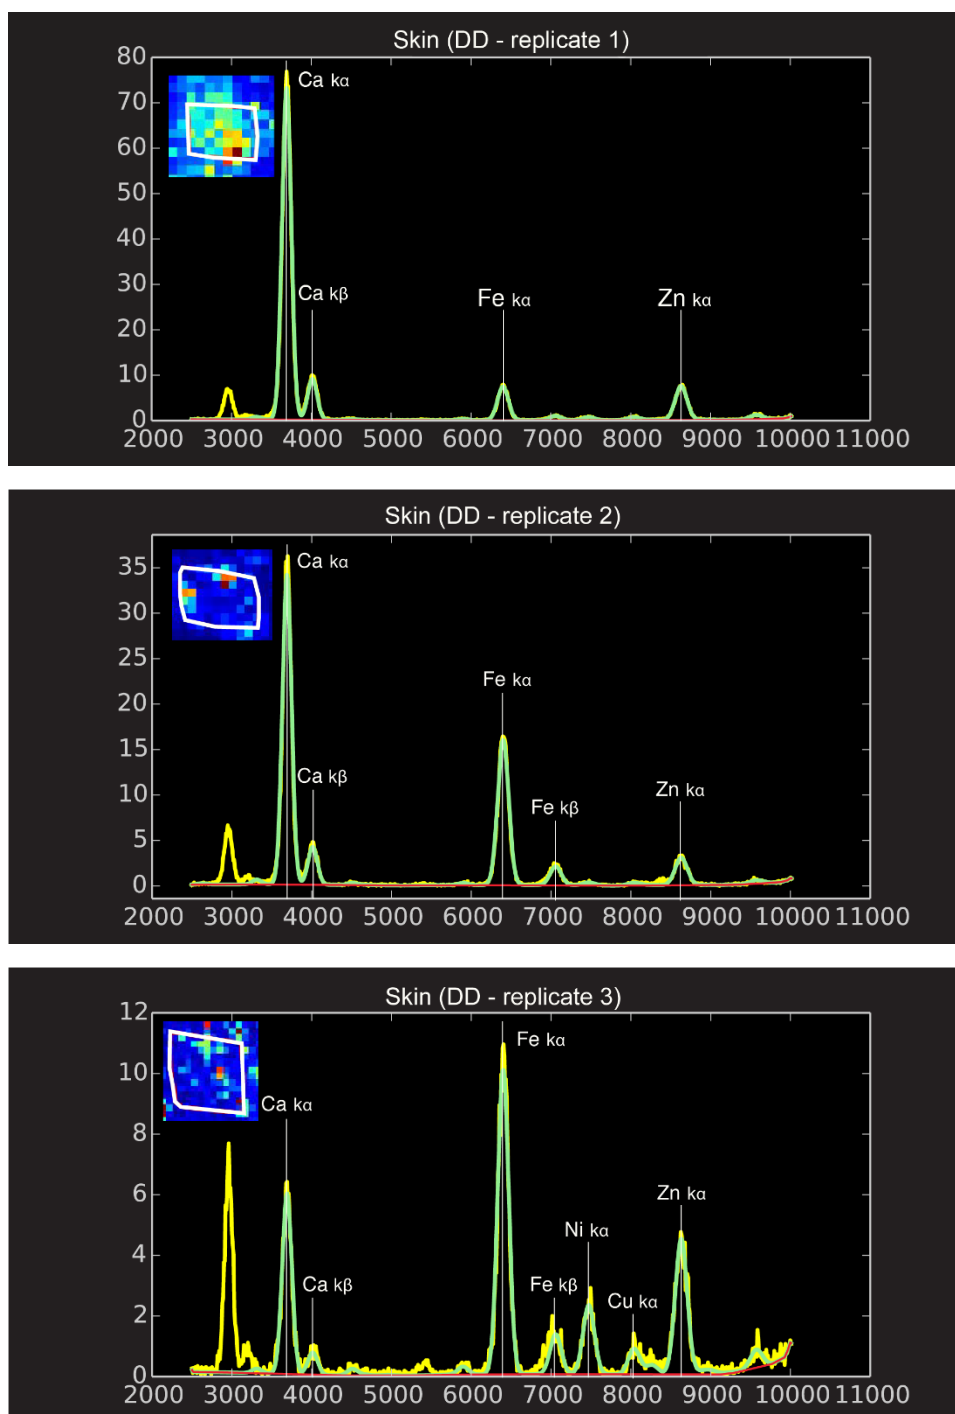 Skin (DD - replicate 1)
80
70
60
50
40
30
20
10
0
Ca kα
Ca kβ
Fe kα
Zn kα
2000 3000 4000 5000 6000 7000 8000 9000 10000 11000
Skin (DD - replicate 2)
35
30
25
20
15
10
5
0
Ca kα
Ca kβ
Fe kα
Fe kβ
Zn kα
2000 3000 4000 5000 6000 7000 8000 9000 10000 11000
Skin (DD - replicate 3)
12
10
8
6
4
2
0
Ca kα
Ca kβ
Fe kα
Fe kβ
Ni kα
Cu kα
Zn kα
2000 3000 4000 5000 6000 7000 8000 9000 10000 11000